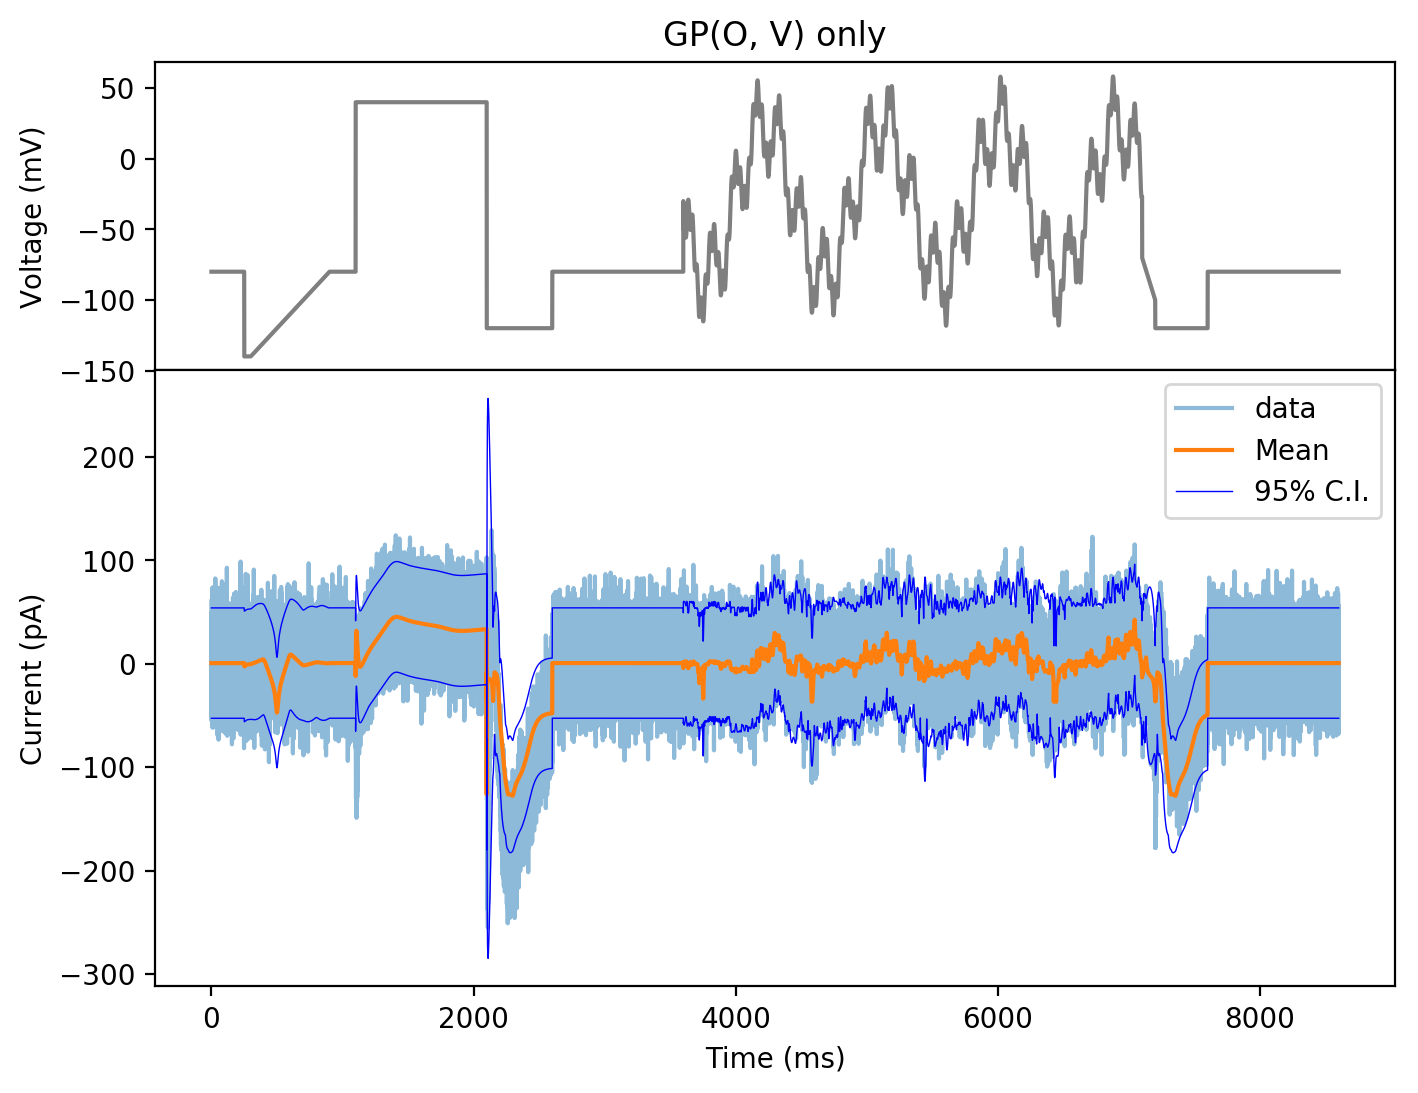 GP(O, V) only
Voltage (mV)
50
0
−50
−100
−150
data
Mean
95% C.I.
Current (pA)
200
100
0
−100
−200
−300
0 2000 4000 6000 8000
Time (ms)